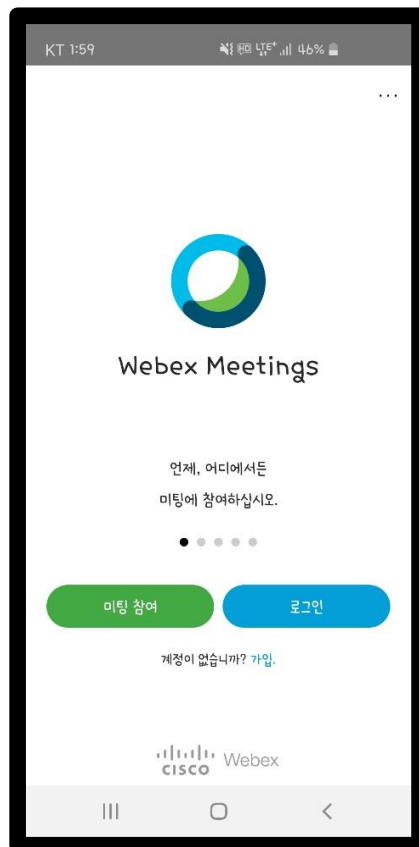 KT 1:59 HD LTE+ 46%
...
Webex Meetings
언제, 어디에서든
미팅에 참여하십시오.
미팅 참여 로그인
계정이 없습니까? 가입.
CISCO Webex